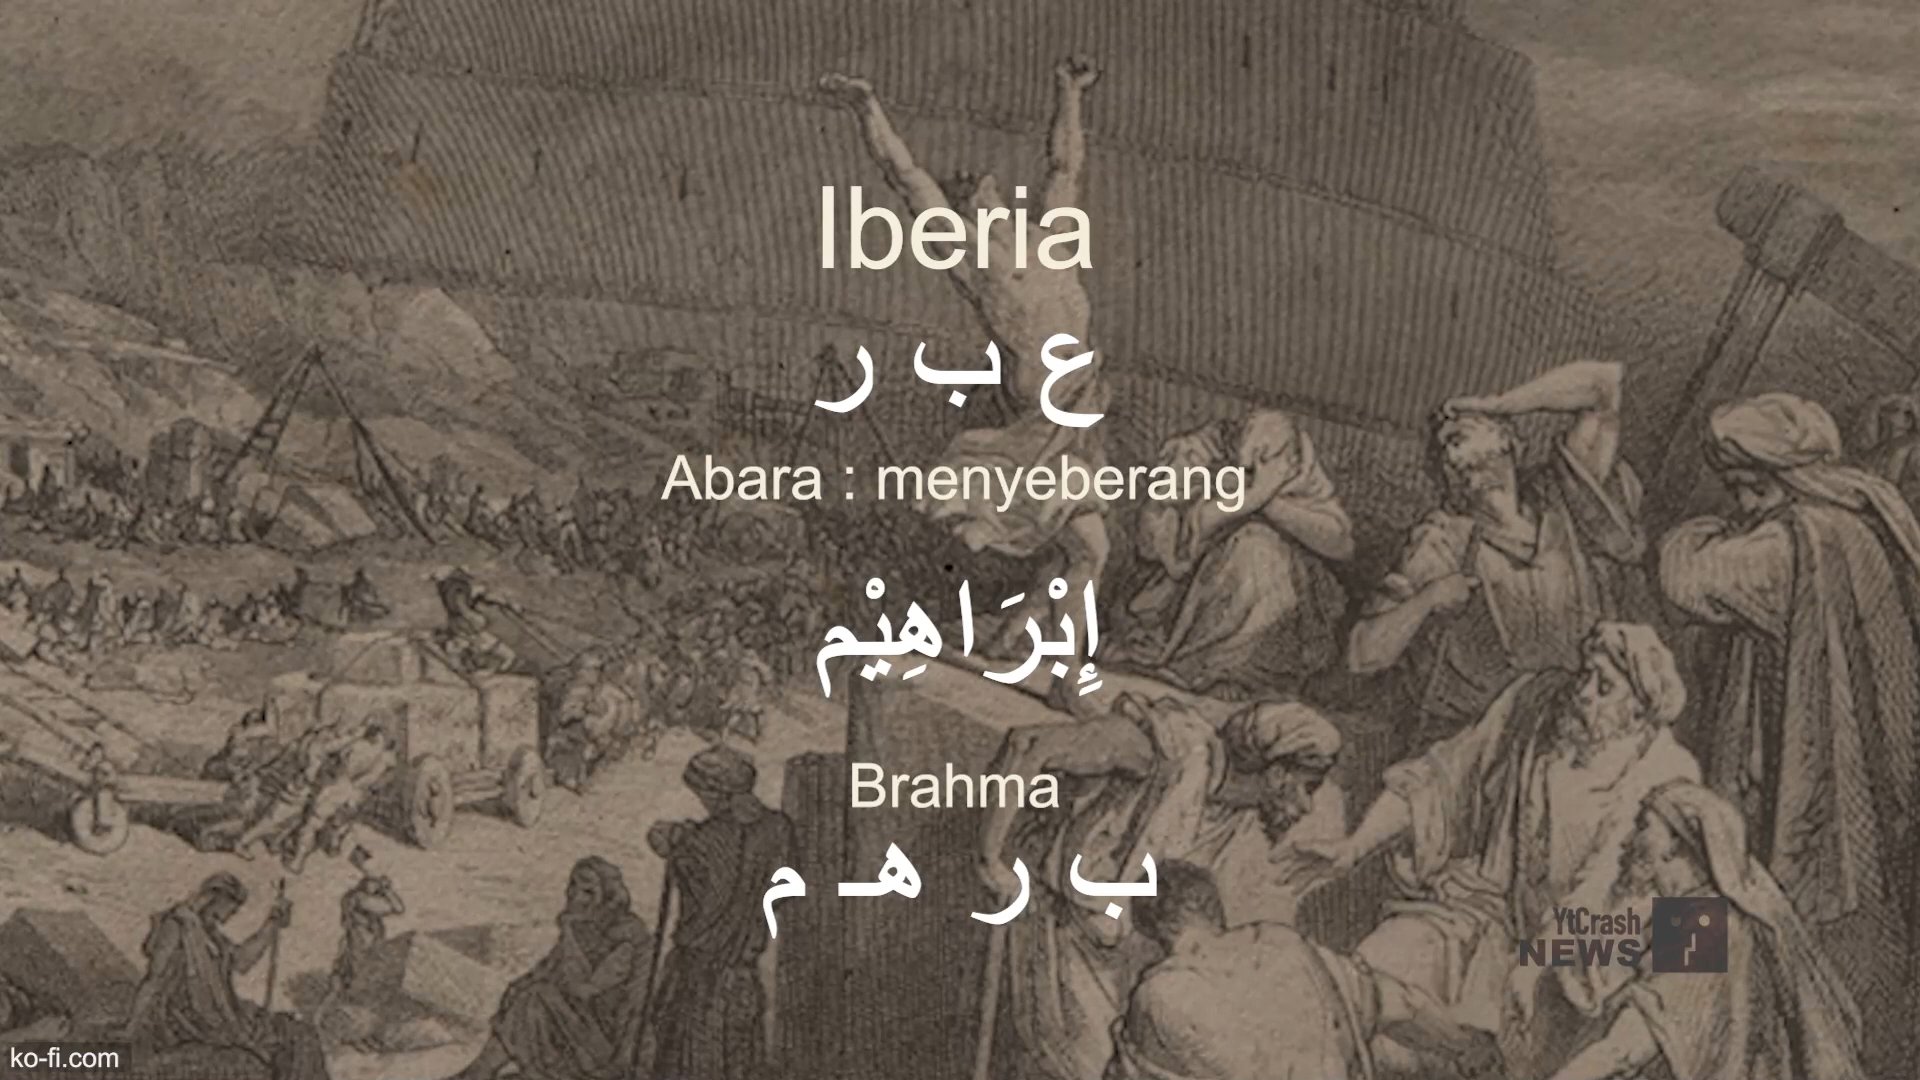 Iberia
ع ب ر
Abara : menyeberang
إِبْرَاهِيْم
Brahma
ب ر هـ م
YtCrash
NEWS
ko-fi.com